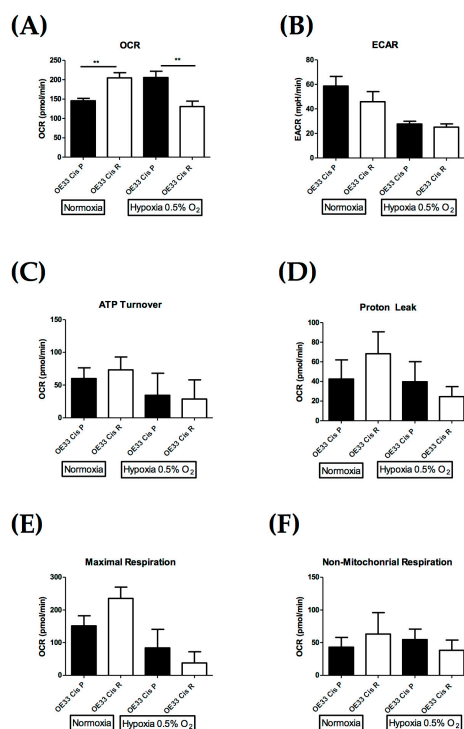 (A)
OCR
OCR (pmol/min)
250
200
150
100
50
0
**
**
OE33 Cis P
OE33 Cis R
OE33 Cis P
OE33 Cis R
Normoxia
Hypoxia 0.5% O2
(B)
ECAR
EACR (mpH/min)
80
60
40
20
0
OE33 Cis P
OE33 Cis R
OE33 Cis P
OE33 Cis R
Normoxia
Hypoxia 0.5% O2
(C)
ATP Turnover
OCR (pmol/min)
150
100
50
0
OE33 Cis P
OE33 Cis R
OE33 Cis P
OE33 Cis R
Normoxia
Hypoxia 0.5% O2
(D)
Proton Leak
OCR (pmol/min)
100
80
60
40
20
0
OE33 Cis P
OE33 Cis R
OE33 Cis P
OE33 Cis R
Normoxia
Hypoxia 0.5% O2
(E)
Maximal Respiration
OCR (pmol/min)
300
200
100
0
OE33 Cis P
OE33 Cis R
OE33 Cis P
OE33 Cis R
Normoxia
Hypoxia 0.5% O2
(F)
Non-Mitochonrial Respiration
OCR (pmol/min)
150
100
50
0
OE33 Cis P
OE33 Cis R
OE33 Cis P
OE33 Cis R
Normoxia
Hypoxia 0.5% O2